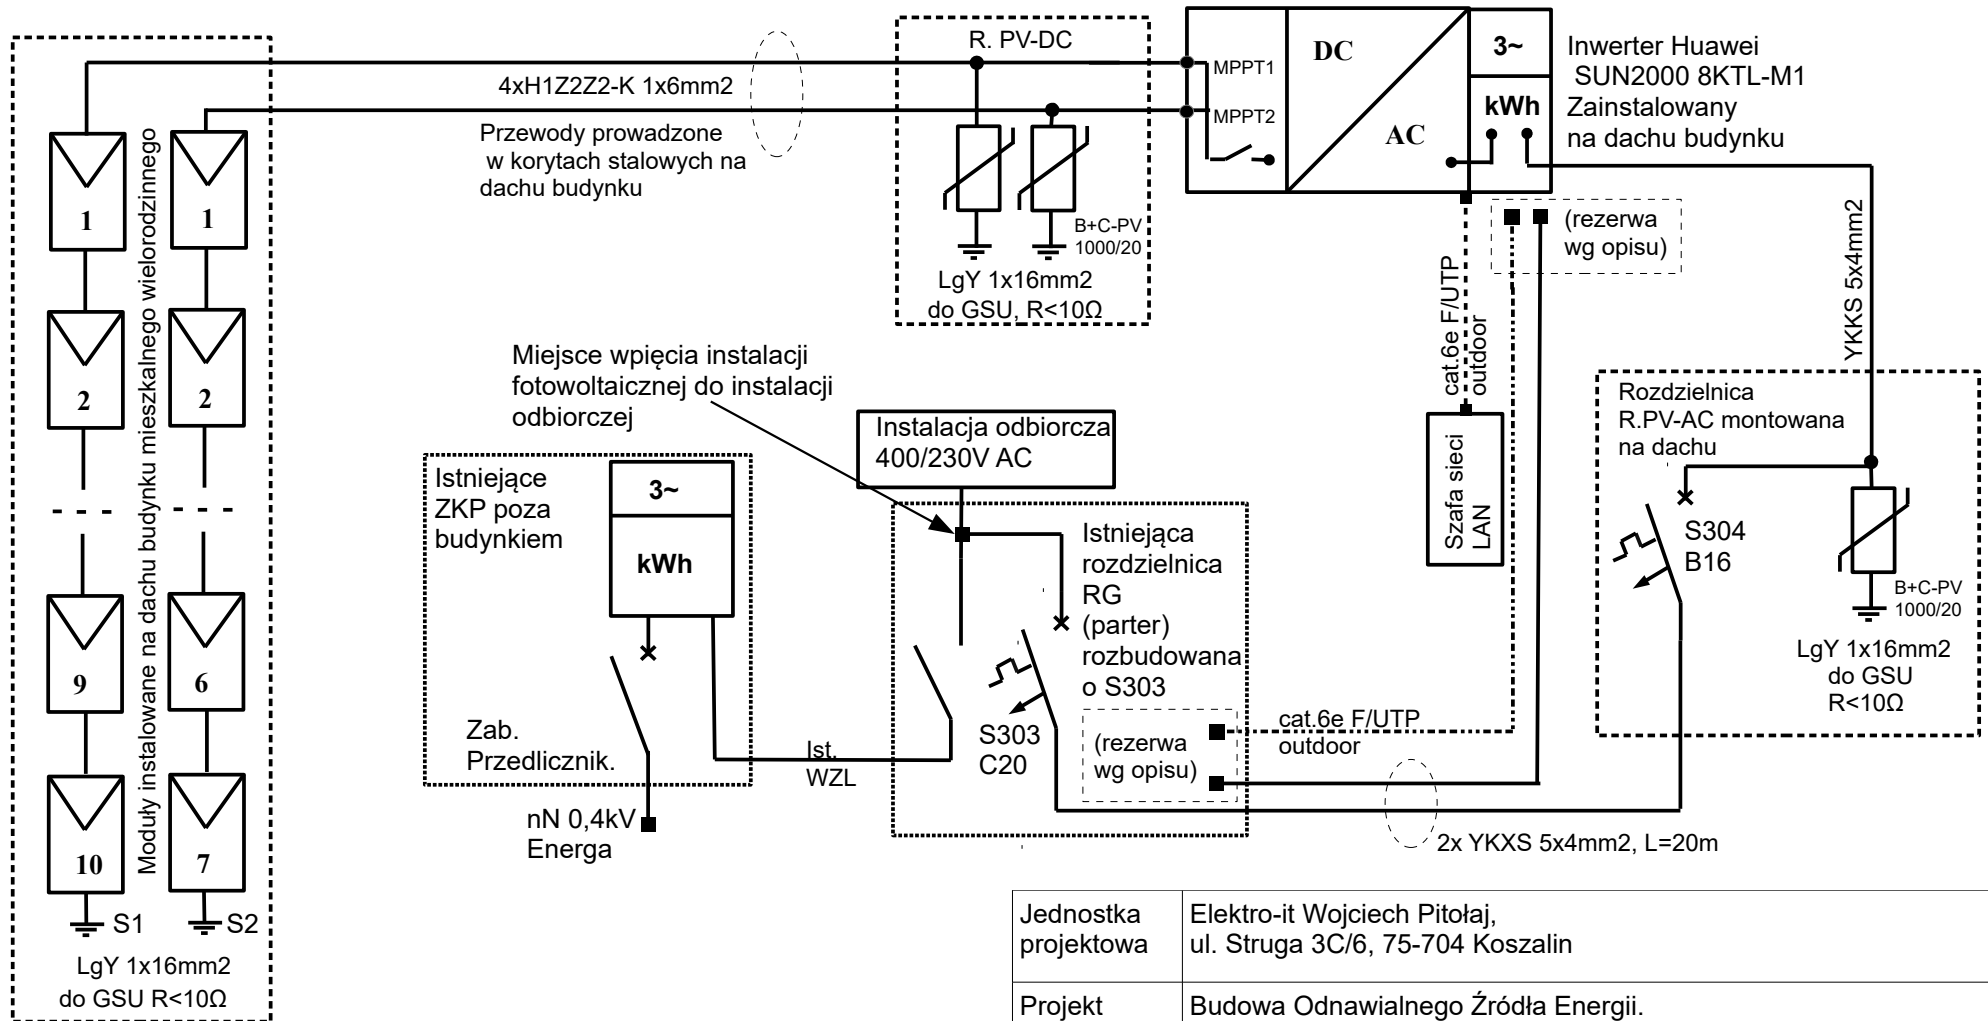 R. PV-DC
4xH1Z2Z2-K 1x6mm2
Przewody prowadzone
w korytach stalowych na
dachu budynku
MPPT1
MPPT2
DC
AC
3~
kWh
Inwerter Huawei
SUN2000 8KTL-M1
Zainstalowany
na dachu budynku
Moduły instalowane na dachu budynku mieszkalnego wielorodzinnego
1
1
2
2
9
6
10
7
S1
S2
LgY 1x16mm2
do GSU R<10Ω
B+C-PV
1000/20
LgY 1x16mm2
do GSU, R<10Ω
(rezerwa
wg opisu)
cat.6e F/UTP
outdoor
YKKS 5x4mm2
Szafa sieci
LAN
Miejsce wpięcia instalacji
fotowoltaicznej do instalacji
odbiorczej
Instalacja odbiorcza
400/230V AC
Istniejące
ZKP poza
budynkiem
3~
kWh
Zab.
Przedlicznik.
nN 0,4kV
Energa
Ist.
WZL
Istniejąca
rozdzielnica
RG
(parter)
rozbudowana
o S303
S303
C20
(rezerwa
wg opisu)
cat.6e F/UTP
outdoor
2x YKXS 5x4mm2, L=20m
Rozdzielnica
R.PV-AC montowana
na dachu
S304
B16
B+C-PV
1000/20
LgY 1x16mm2
do GSU
R<10Ω
Jednostka
projektowa
Elektro-it Wojciech Pitołaj,
ul. Struga 3C/6, 75-704 Koszalin
Projekt
Budowa Odnawialnego Źródła Energii.